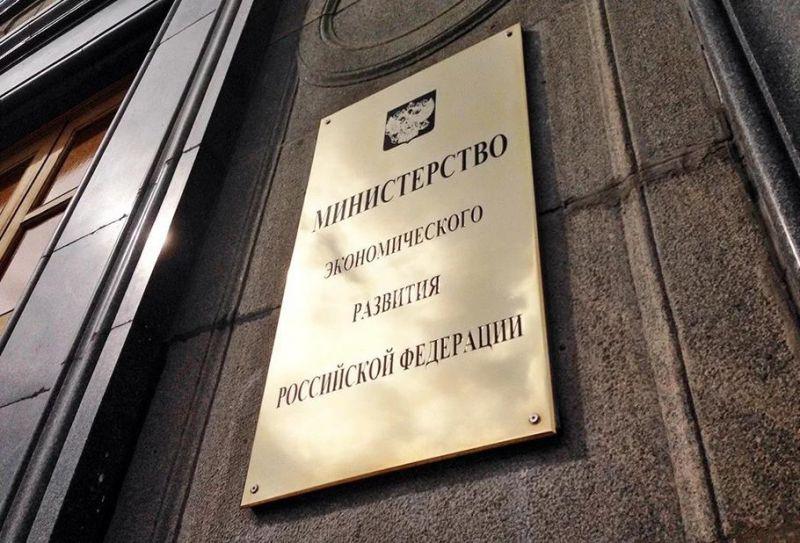 МИНИСТЕРСТВО
ЭКОНОМИЧЕСКОГО
РАЗВИТИЯ
РОССИЙСКОЙ ФЕДЕРАЦИИ